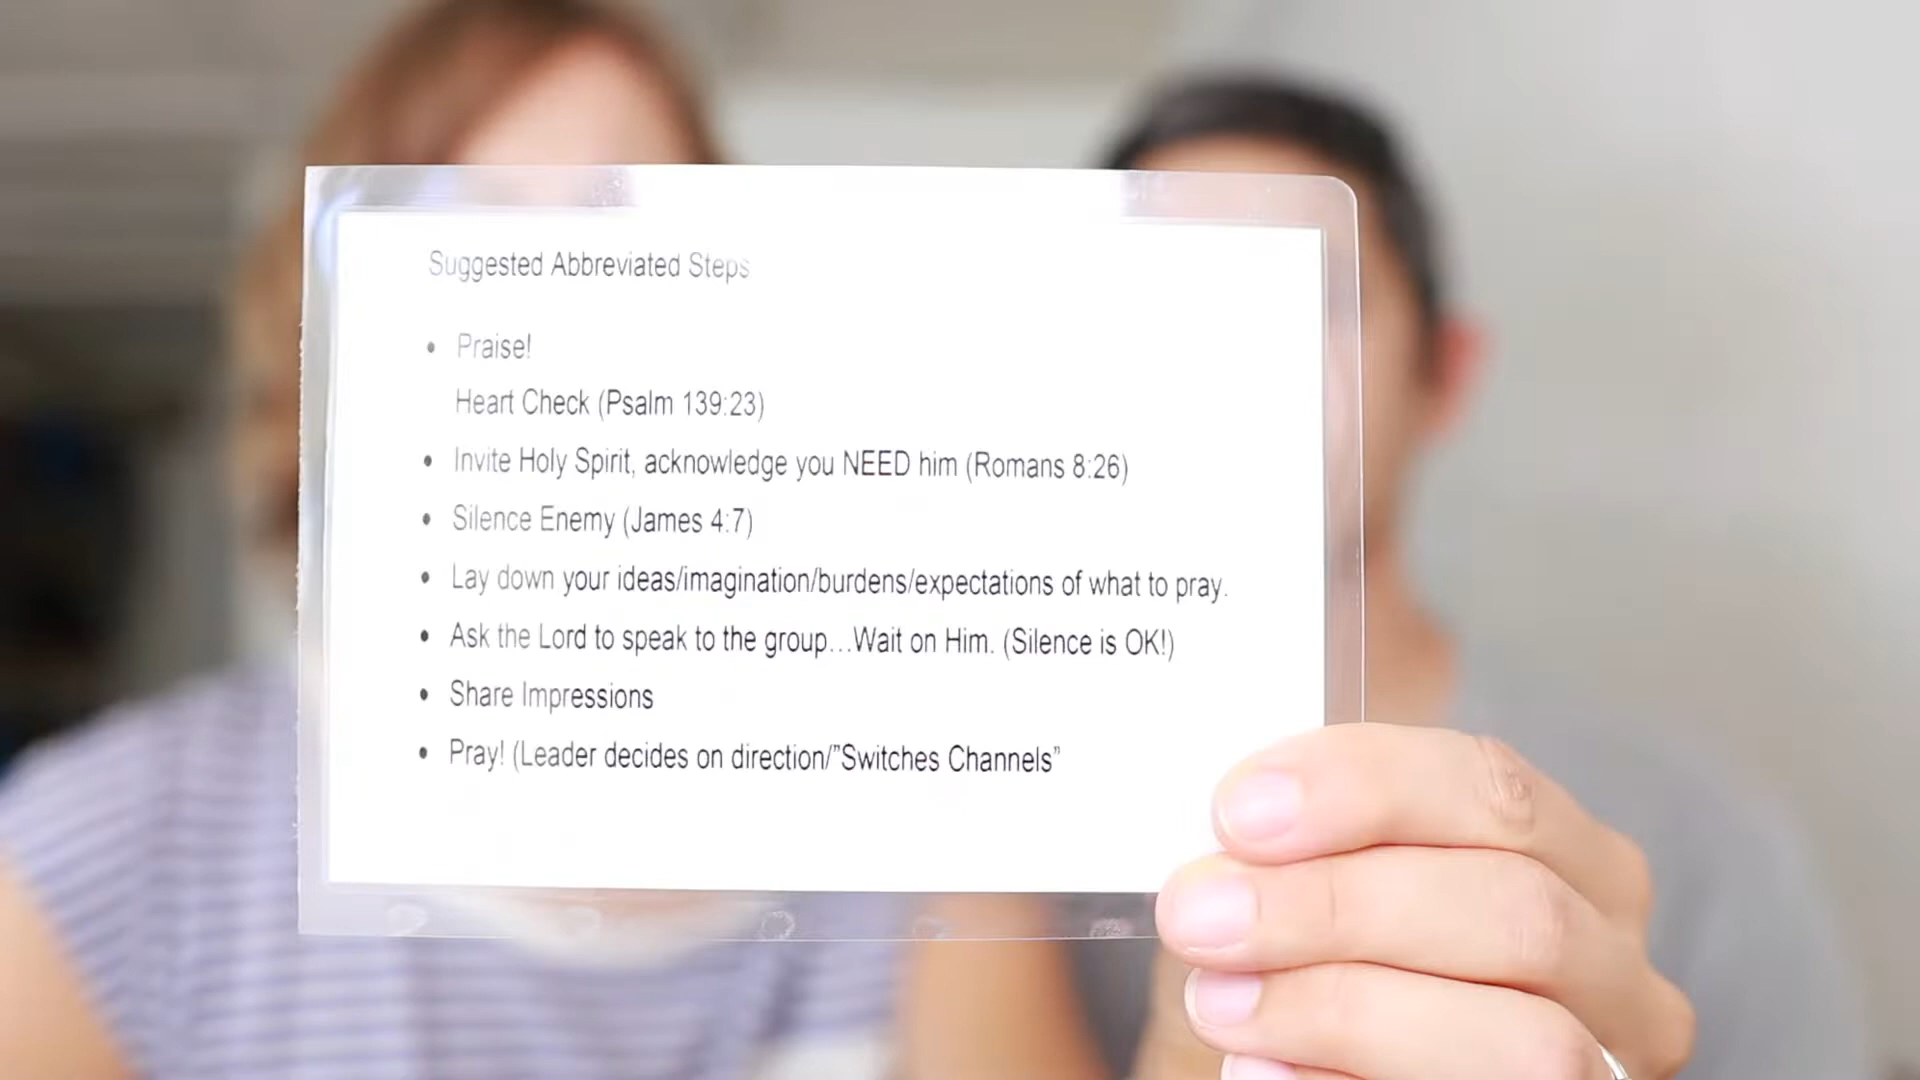 Suggested Abbreviated Steps
• Praise!
Heart Check (Psalm 139:23)
• Invite Holy Spirit, acknowledge you NEED him (Romans 8:26)
• Silence Enemy (James 4:7)
• Lay down your ideas/imagination/burdens/expectations of what to pray.
• Ask the Lord to speak to the group…Wait on Him. (Silence is OK!)
• Share Impressions
• Pray! (Leader decides on direction/”Switches Channels”